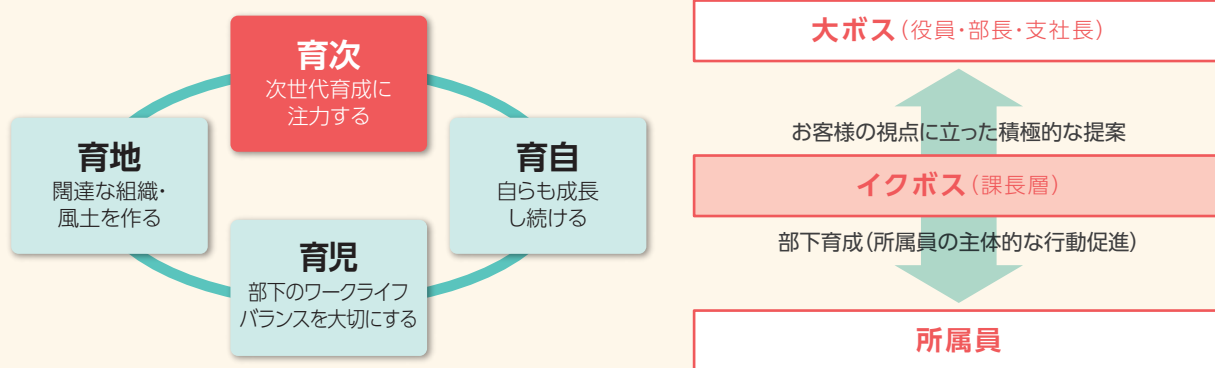 育次
次世代育成に
注力する
育地
闊達な組織・
風土を作る
育自
自らも成長
し続ける
育児
部下のワークライフ
バランスを大切にする
大ボス（役員・部長・支社長）
お客様の視点に立った積極的な提案
イクボス（課長層）
部下育成（所属員の主体的な行動促進）
所属員